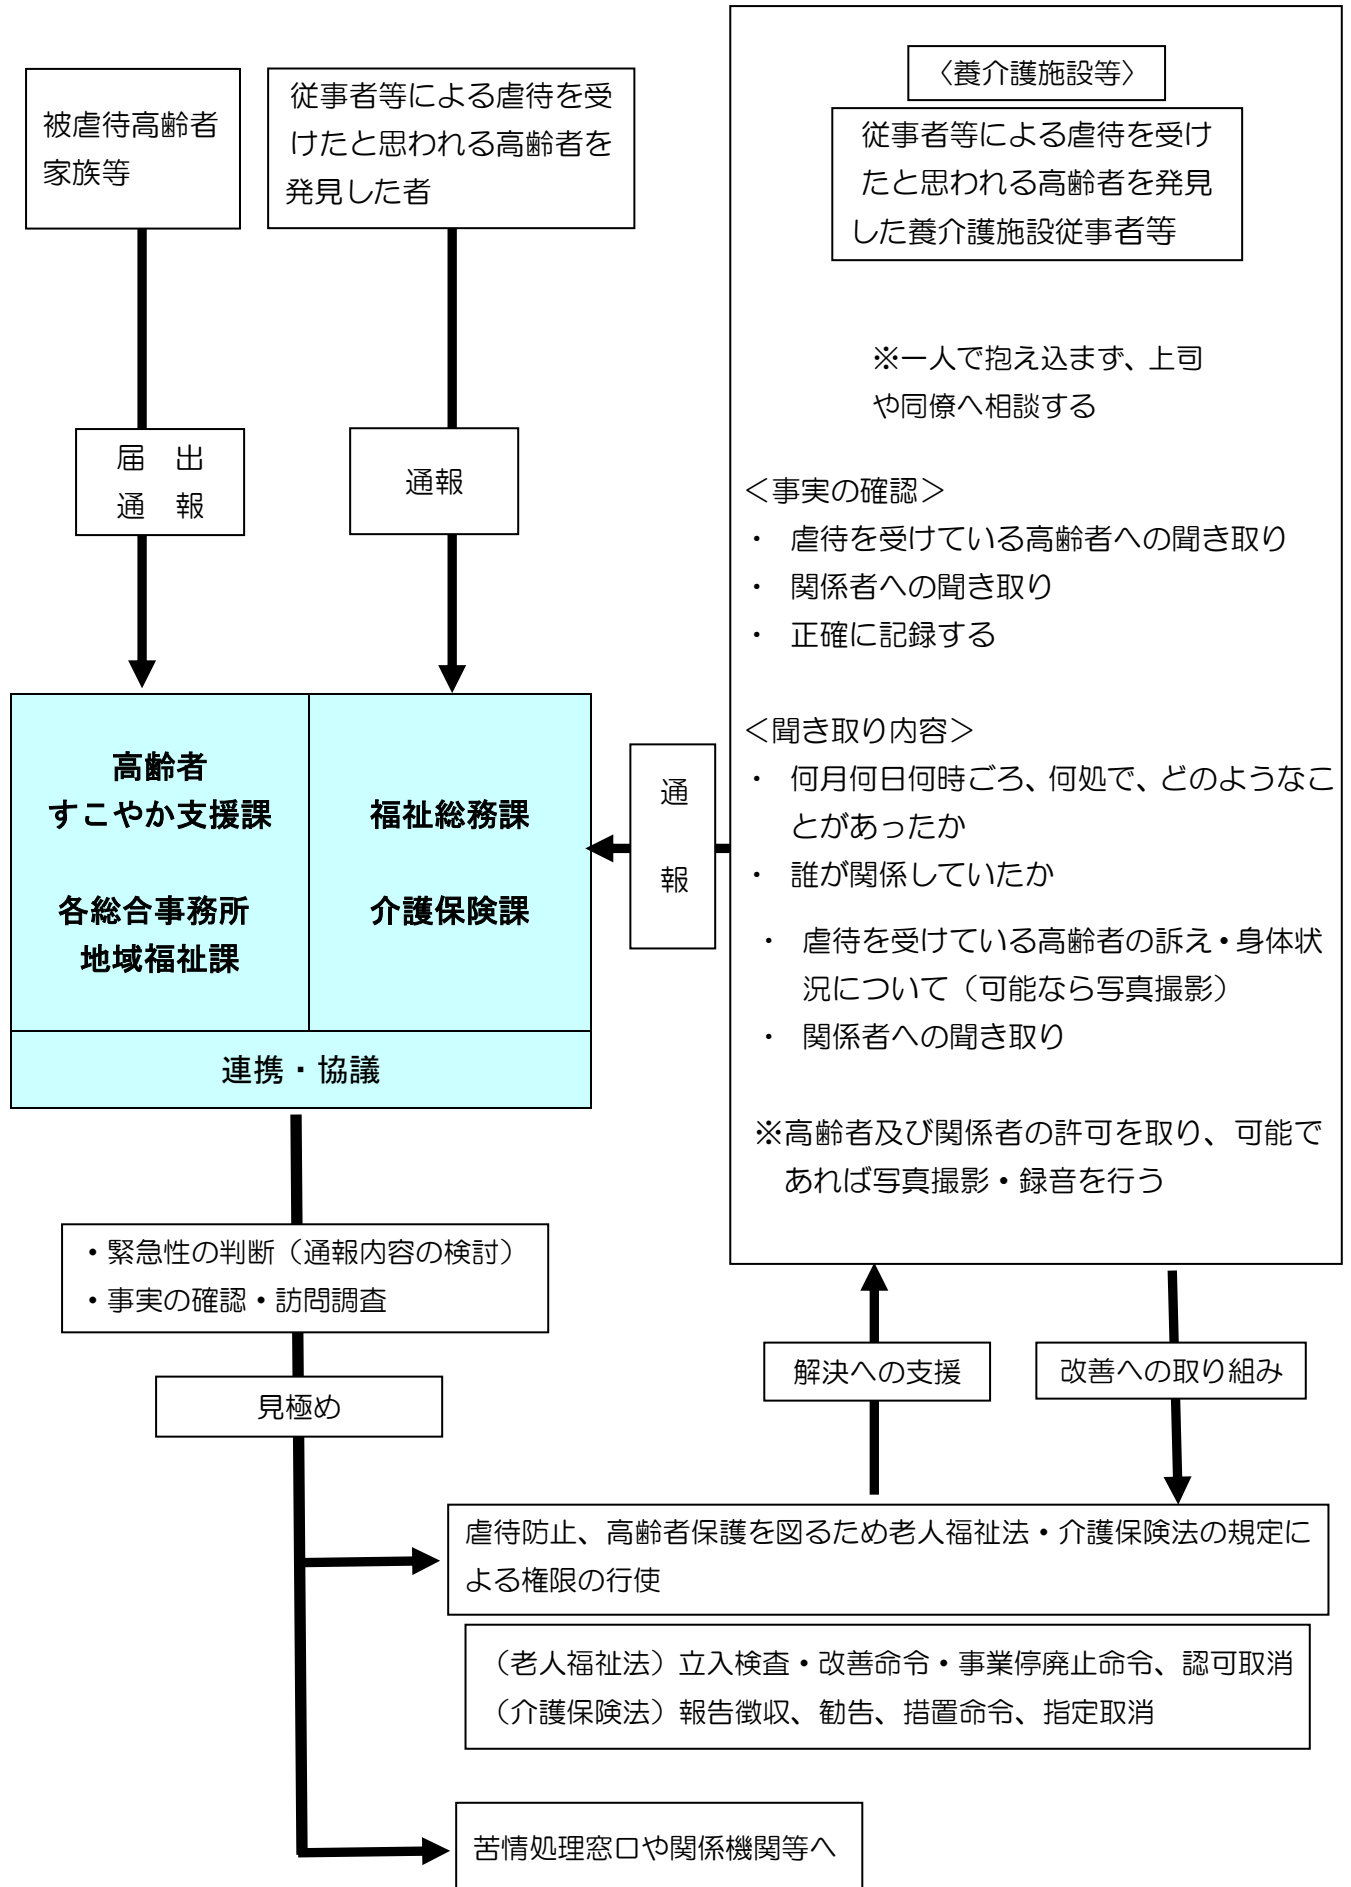 被虐待高齢者
家族等
従事者等による虐待を受
けたと思われる高齢者を
発見した者
〈養介護施設等〉
従事者等による虐待を受け
たと思われる高齢者を発見
した養介護施設従事者等
※一人で抱え込まず、上司
や同僚へ相談する
届 出
通 報
通報
＜事実の確認＞
・ 虐待を受けている高齢者への聞き取り
・ 関係者への聞き取り
・ 正確に記録する
＜聞き取り内容＞
・ 何月何日何時ごろ、何処で、どのようなこ
とがあったか
・ 誰が関係していたか
・ 虐待を受けている高齢者の訴え・身体状
況について（可能なら写真撮影）
・ 関係者への聞き取り
※高齢者及び関係者の許可を取り、可能で
あれば写真撮影・録音を行う
通
報
高齢者
すこやか支援課
各総合事務所
地域福祉課
福祉総務課
介護保険課
連携・協議
・緊急性の判断（通報内容の検討）
・事実の確認・訪問調査
見極め
解決への支援
改善への取り組み
虐待防止、高齢者保護を図るため老人福祉法・介護保険法の規定に
よる権限の行使
（老人福祉法）立入検査・改善命令・事業停廃止命令、認可取消
（介護保険法）報告徴収、勧告、措置命令、指定取消
苦情処理窓口や関係機関等へ